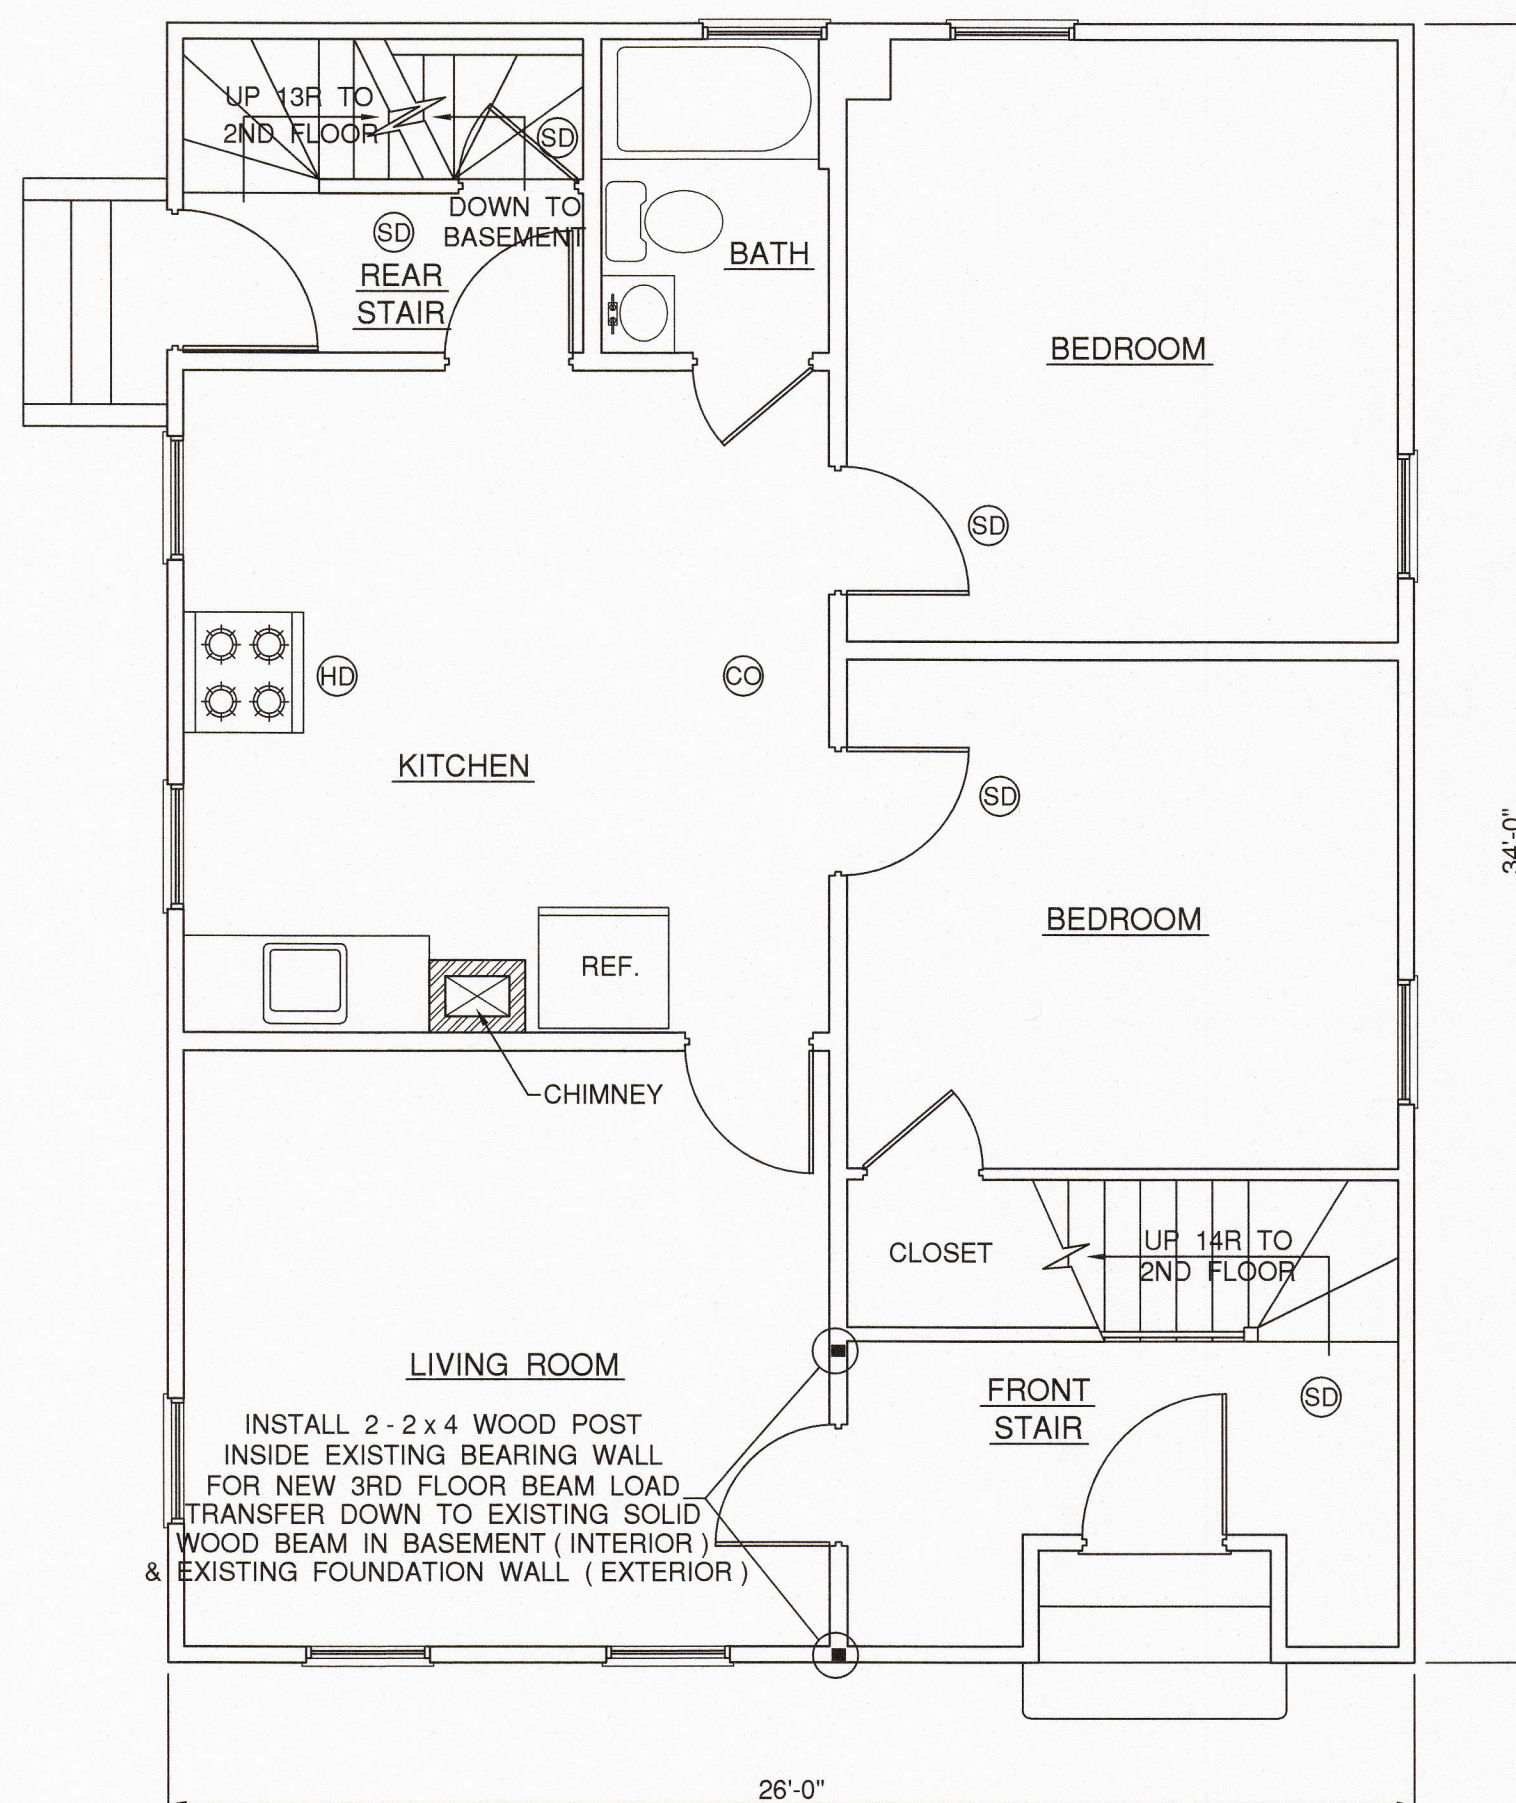 UP 13R TO
2ND FLOOR
SD
DOWN TO
BASEMENT
SD
REAR
STAIR
BATH
BEDROOM
SD
HD
CO
KITCHEN
SD
34'-0"
BEDROOM
REF.
CHIMNEY
CLOSET
UP 14R TO
2ND FLOOR
LIVING ROOM
FRONT
STAIR
SD
INSTALL 2 - 2 x 4 WOOD POST
INSIDE EXISTING BEARING WALL
FOR NEW 3RD FLOOR BEAM LOAD
TRANSFER DOWN TO EXISTING SOLID
WOOD BEAM IN BASEMENT ( INTERIOR )
& EXISTING FOUNDATION WALL ( EXTERIOR )
26'-0"